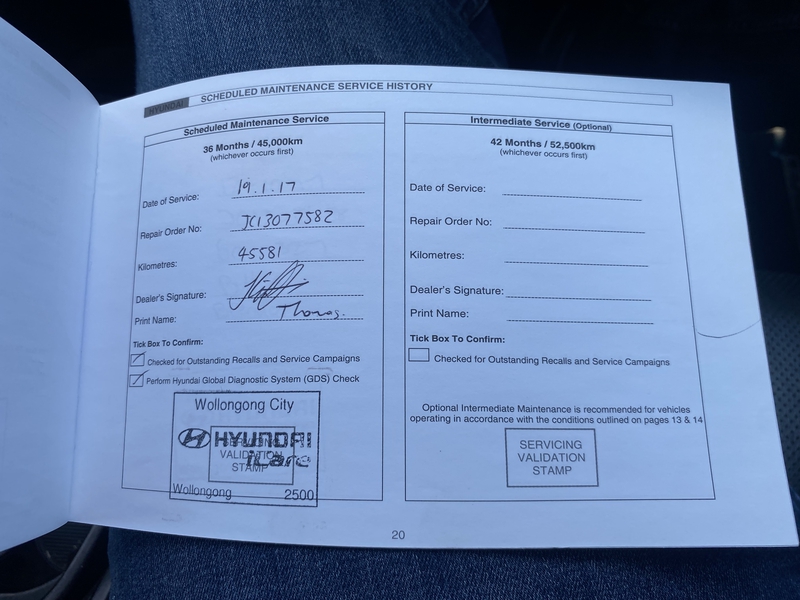 HYUNDAI SCHEDULED MAINTENANCE SERVICE HISTORY
Scheduled Maintenance Service
36 Months / 45,000km
(whichever occurs first)
Date of Service: 19.1.17
Repair Order No: JC13077582
Kilometres: 45581
Dealer's Signature:
Print Name: Thomas.
Tick Box To Confirm:
Checked for Outstanding Recalls and Service Campaigns
Perform Hyundai Global Diagnostic System (GDS) Check
Wollongong City
HYUNDAI
iCare
SERVICING
VALIDATION
STAMP
Wollongong 2500
Intermediate Service (Optional)
42 Months / 52,500km
(whichever occurs first)
Date of Service:
Repair Order No:
Kilometres:
Dealer's Signature:
Print Name:
Tick Box To Confirm:
Checked for Outstanding Recalls and Service Campaigns
Optional Intermediate Maintenance is recommended for vehicles
operating in accordance with the conditions outlined on pages 13 & 14
SERVICING
VALIDATION
STAMP
20